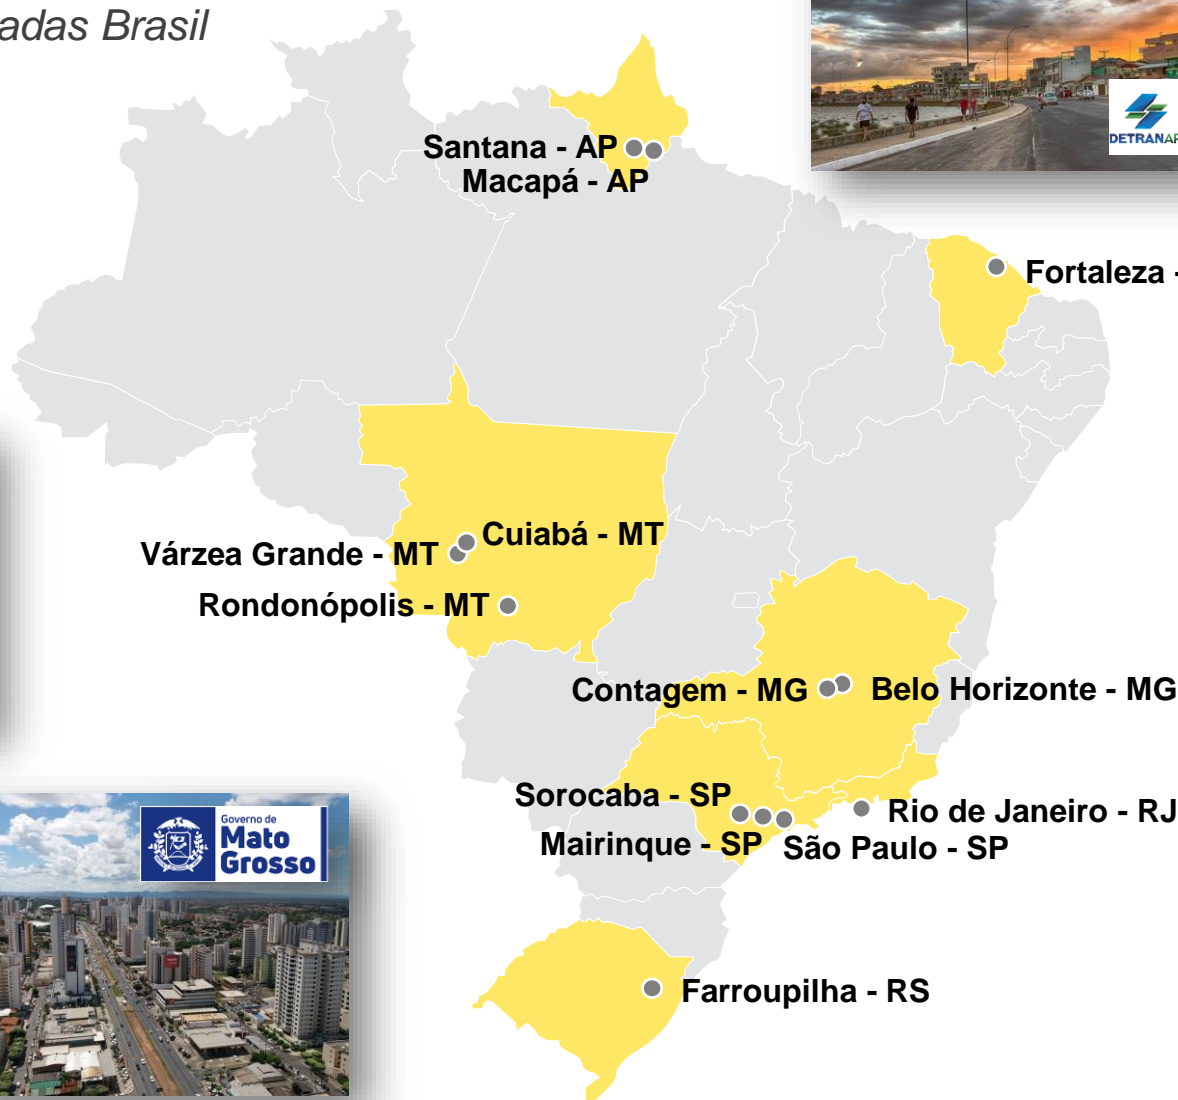 adas Brasil
DETRANAP
Santana - AP
Macapá - AP
Fortaleza -
Cuiabá - MT
Várzea Grande - MT
Rondonópolis - MT
Contagem - MG
Belo Horizonte - MG
Sorocaba - SP
Rio de Janeiro - RJ
Mairinque - SP
São Paulo - SP
Governo de
Mato
Grosso
Farroupilha - RS